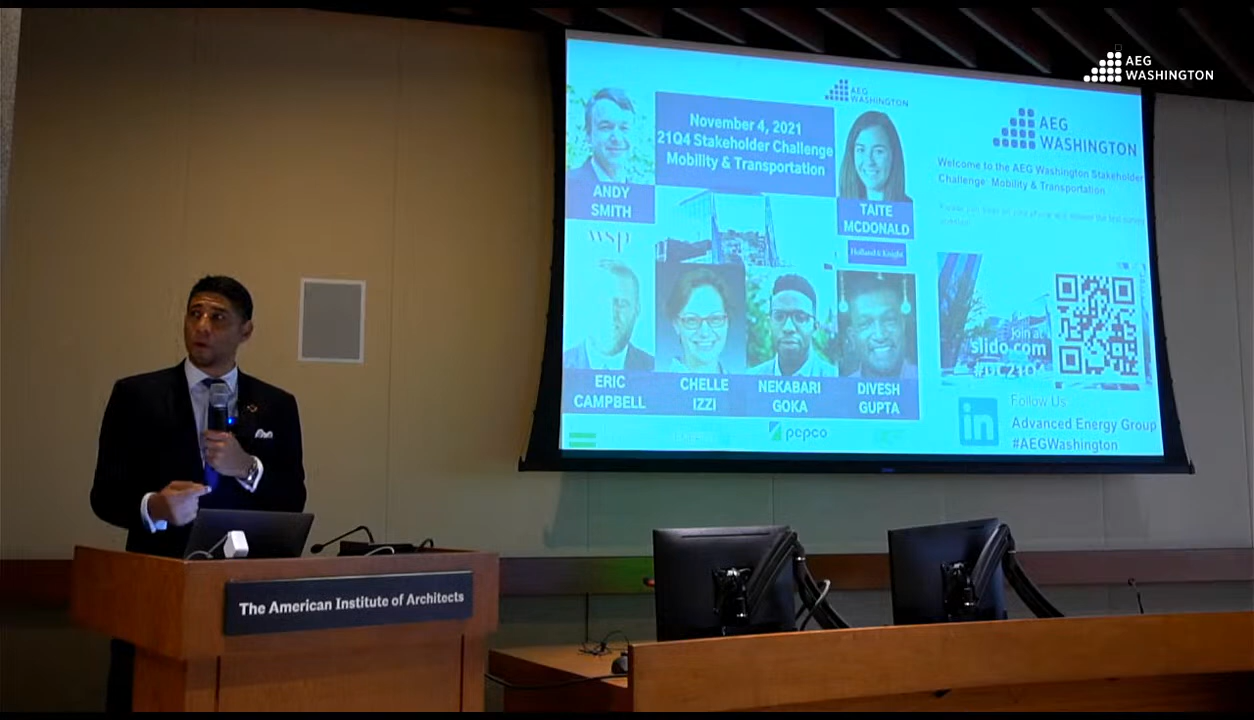 AEG
WASHINGTON
AEG
WASHINGTON
November 4, 2021
21Q4 Stakeholder Challenge
Mobility & Transportation
ANDY
SMITH
wsp
TAITE
MCDONALD
Holland & Knight
ERIC
CAMPBELL
CHELLE
IZZI
NEKABARI
GOKA
DIVESH
GUPTA
pepco
AEG
WASHINGTON
Welcome to the AEG Washington Stakeholder
Challenge: Mobility & Transportation
Join at
slido.com
in
Follow Us
Advanced Energy Group
#AEGWashington
The American Institute of Architects